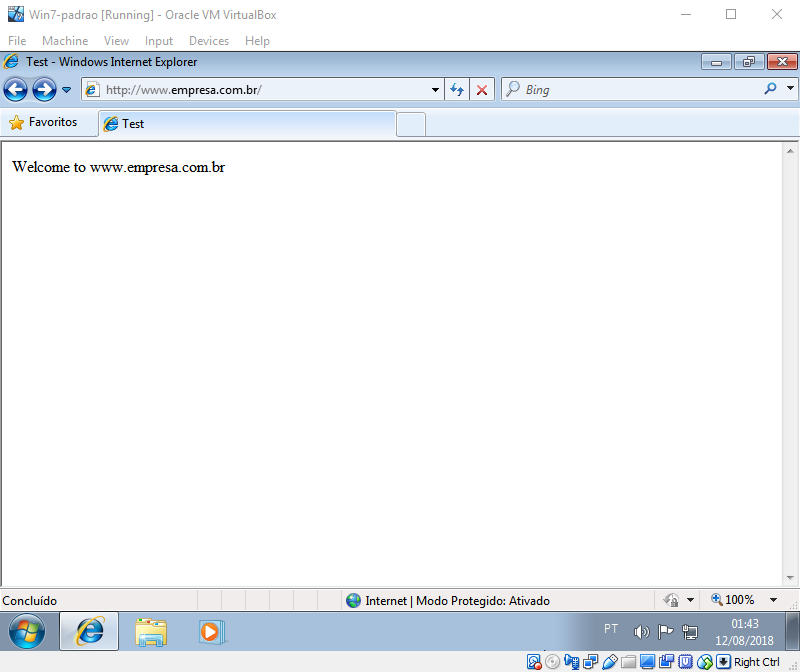 Win7-padrao [Running] - Oracle VM VirtualBox
File Machine View Input Devices Help
Test - Windows Internet Explorer
http://www.empresa.com.br/
Bing
Favoritos
Test
Welcome to www.empresa.com.br
Concluído
Internet | Modo Protegido: Ativado
100%
PT
01:43
12/08/2018
Right Ctrl